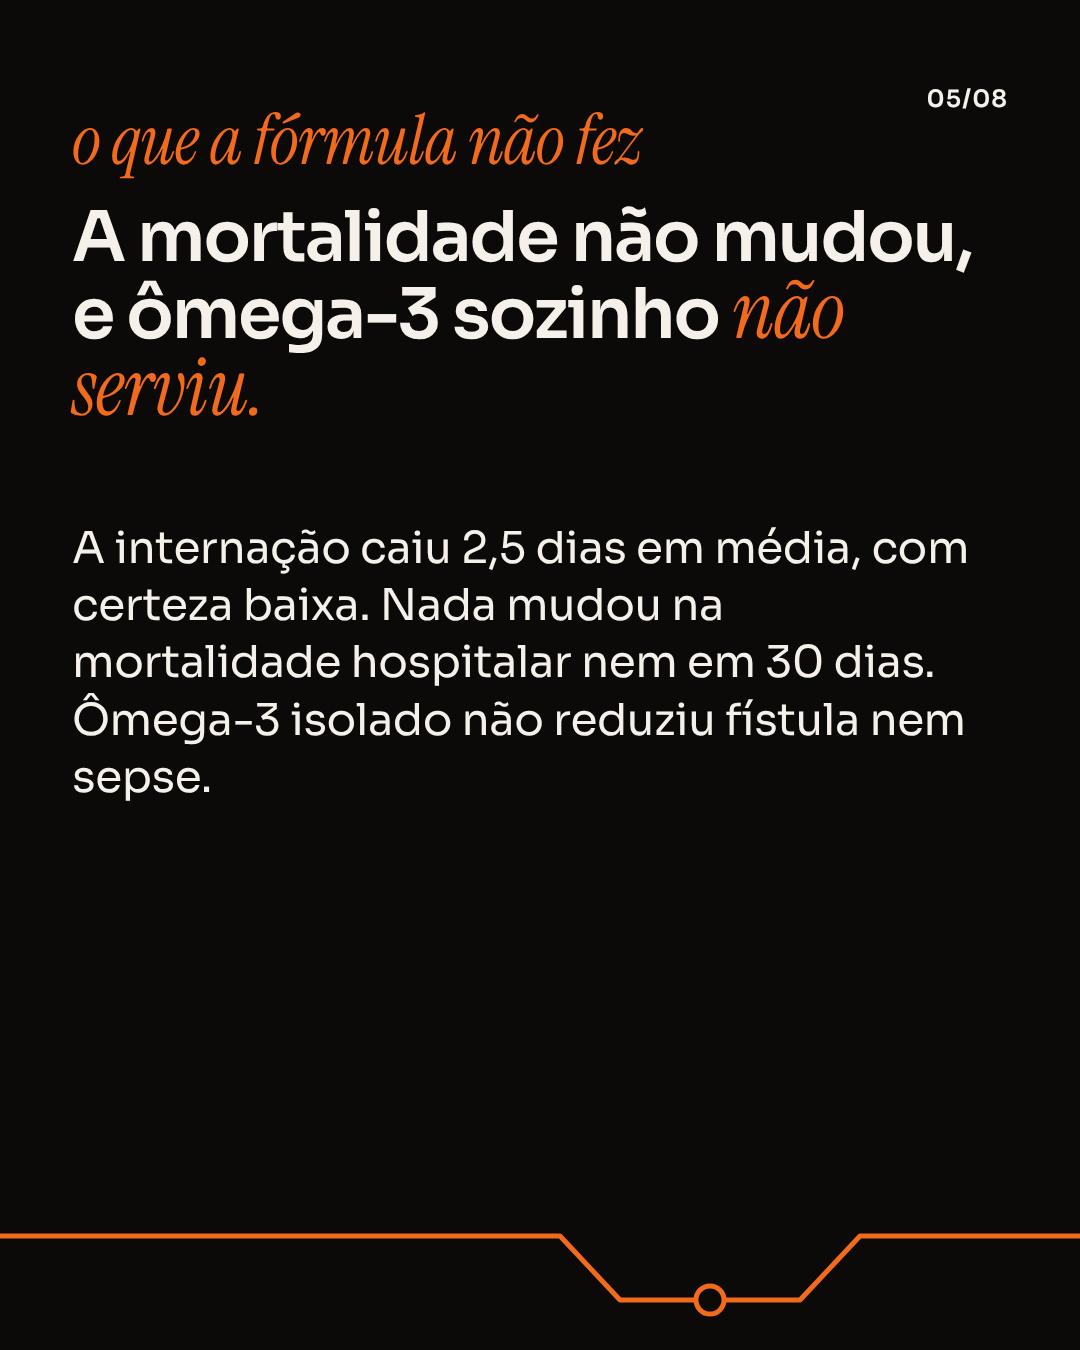 05/08
o que a fórmula não fez
A mortalidade não mudou,
e ômega-3 sozinho não
serviu.
A internação caiu 2,5 dias em média, com
certeza baixa. Nada mudou na
mortalidade hospitalar nem em 30 dias.
Ômega-3 isolado não reduziu fístula nem
sepse.